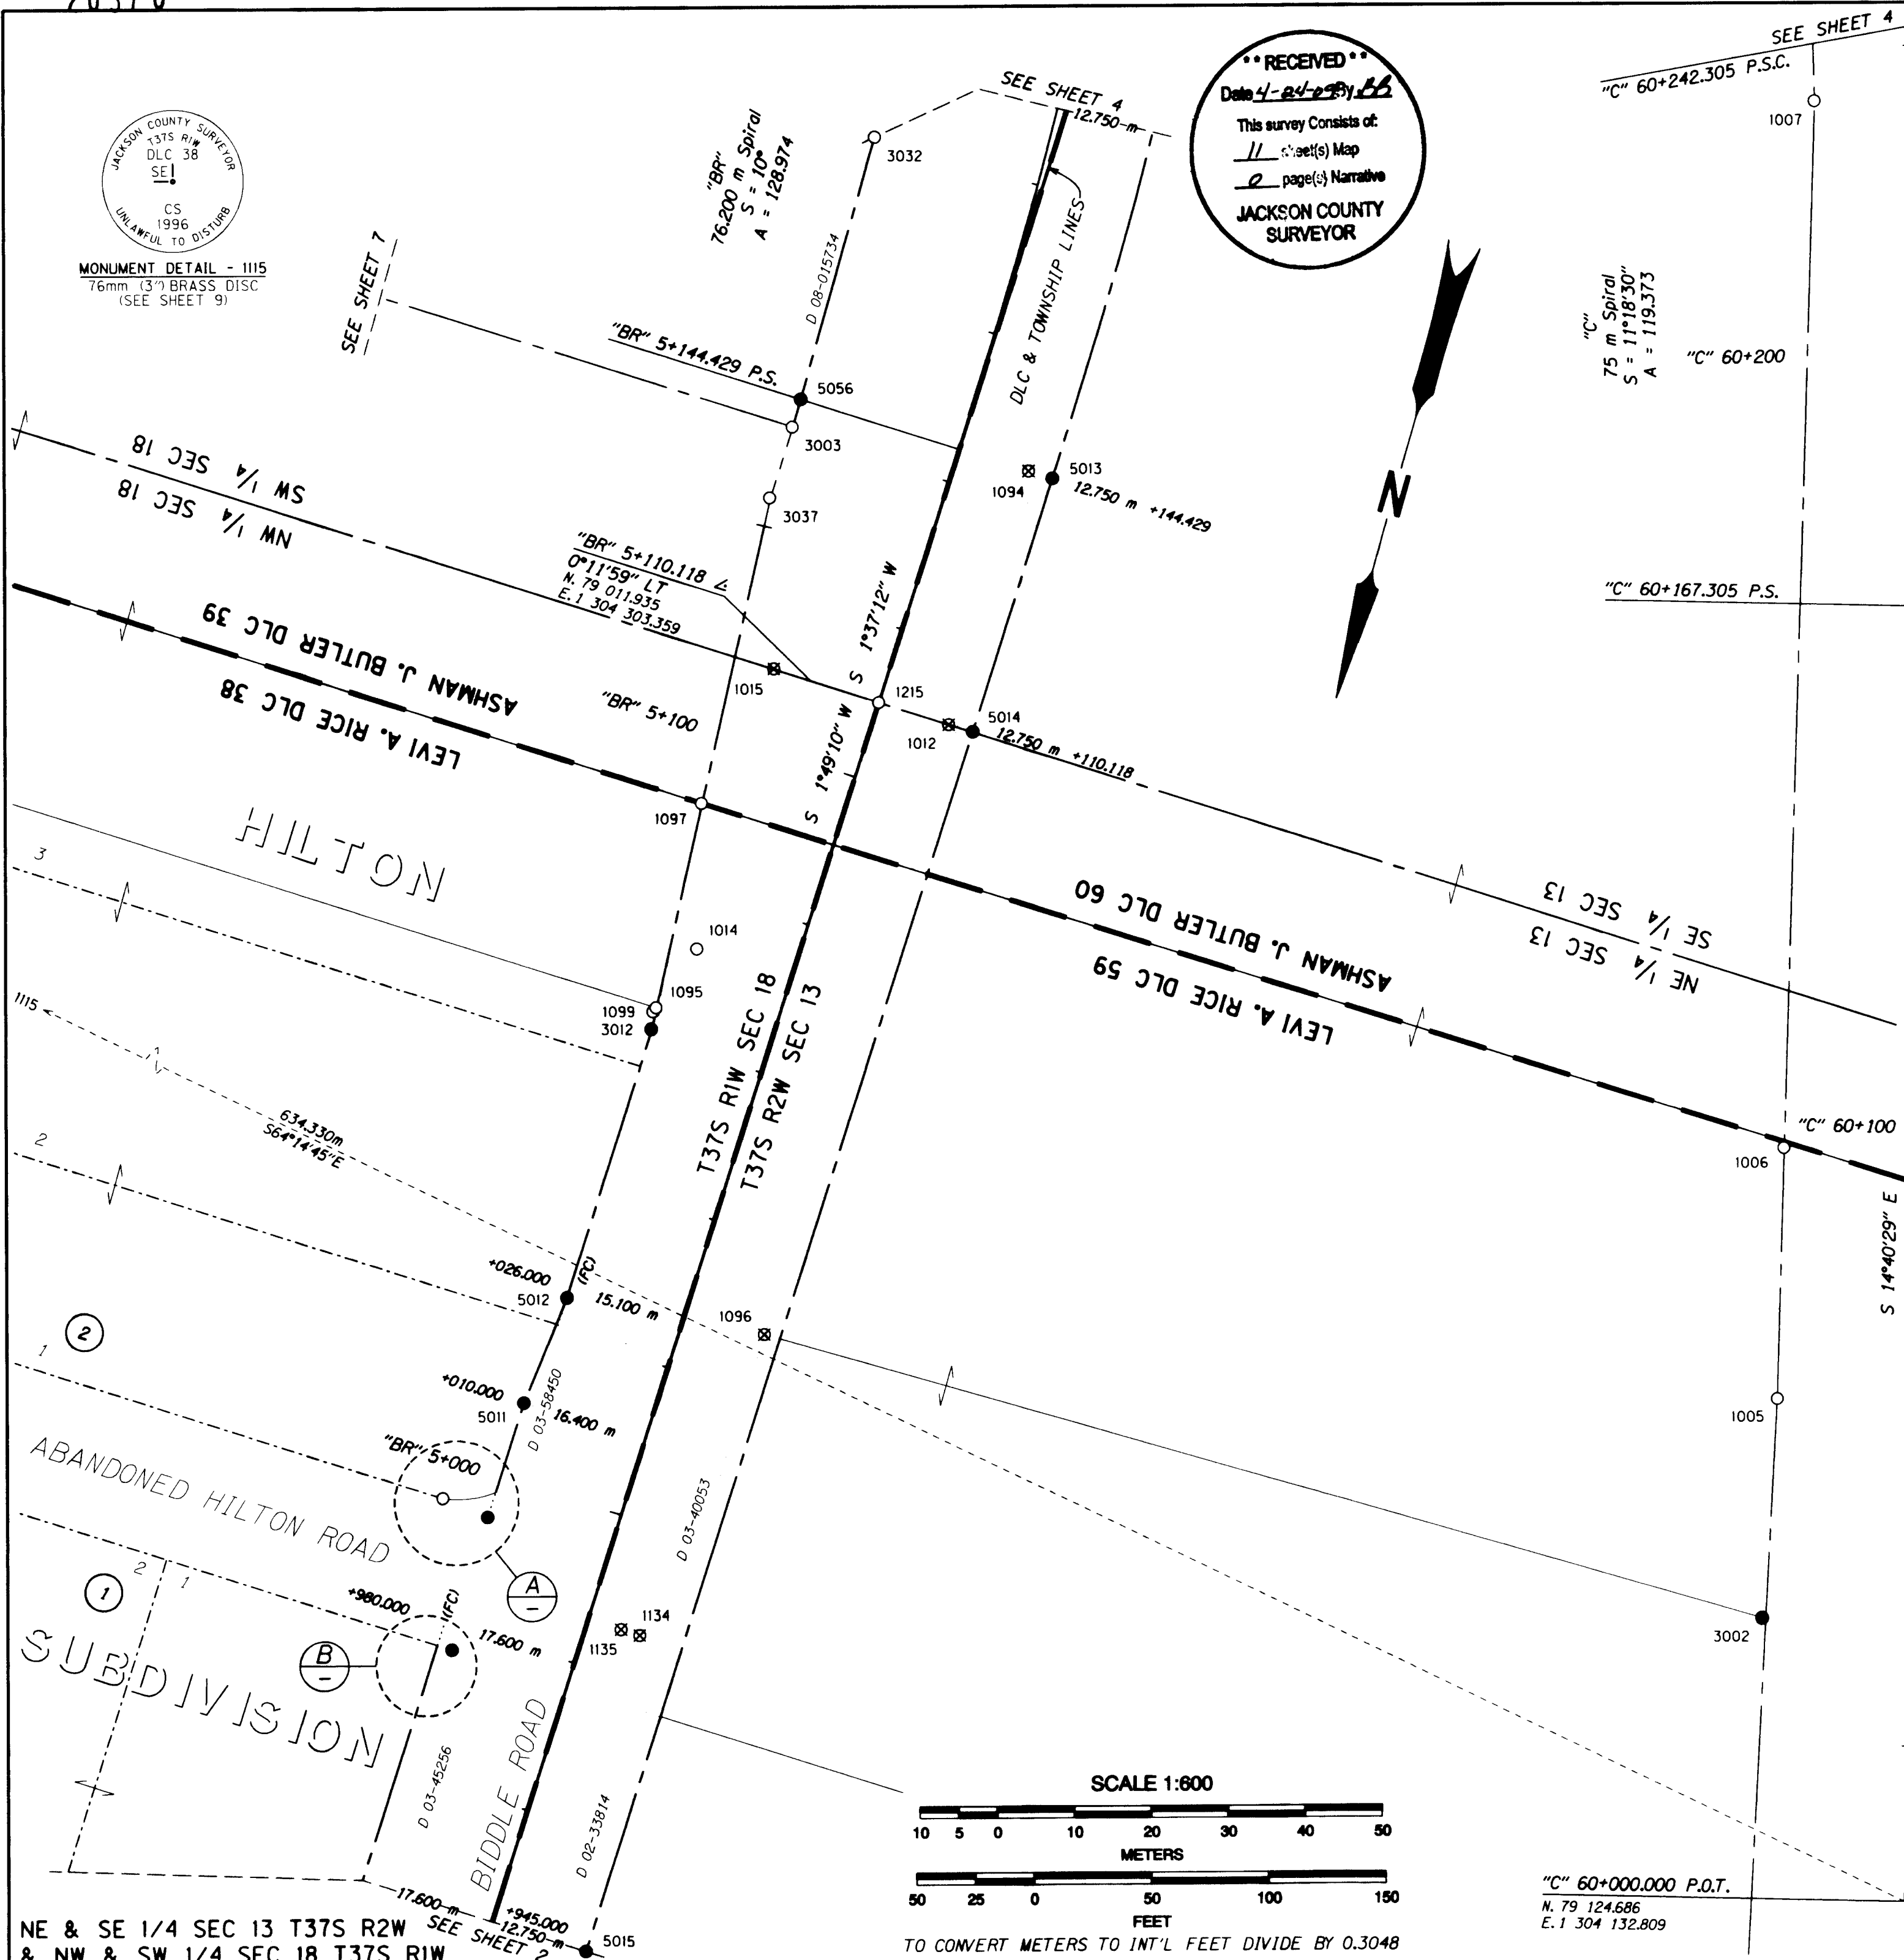 SEE SHEET 4
"C" 60+242.305 P.S.C.
1007
** RECEIVED **
Date 4-24-09 By BB
This survey Consists of:
11 sheet(s) Map
0 page(s) Narrative
JACKSON COUNTY
SURVEYOR
SEE SHEET 4
12.750 m
3032
"BR"
76.200 m Spiral
S = 10°
A = 128.974
JACKSON COUNTY SURVEYOR
T37S R1W
DLC 38
SE
CS
1996
UNLAWFUL TO DISTURB
MONUMENT DETAIL - 1115
76mm (3") BRASS DISC
(SEE SHEET 9)
SEE SHEET 7
D 08-015734
DLC & TOWNSHIP LINES
"C"
75 m Spiral
S = 11°18'30"
A = 119.373
"C" 60+200
"BR" 5+144.429 P.S.
5056
3003
3037
1094
5013
12.750 m +144.429
N
SW 1/4 SEC 18
NW 1/4 SEC 18
"BR" 5+110.118
0°11'59" LT
N. 79 011.935
E. 1 304 303.359
"C" 60+167.305 P.S.
S 1°37'12" W
ASHMAN J. BUTLER DLC 39
LEVI A. RICE DLC 38
1015
"BR" 5+100
1215
1012
5014
12.750 m +110.118
S 1°49'10" W
1097
HILTON
3
1014
1095
1099
3012
1115
SE 1/4 SEC 13
NE 1/4 SEC 13
ASHMAN J. BUTLER DLC 60
LEVI A. RICE DLC 59
T37S R1W SEC 18
T37S R2W SEC 13
634.330m
S64°14'45"E
2
"C" 60+100
1006
S 14°40'29" E
+026.000
(FC)
5012
15.100 m
1096
2
1
+010.000
5011
16.400 m
D 03-58450
1005
"BR" 5+000
ABANDONED HILTON ROAD
D 03-40053
A
-
2 1
1
+980.000
(FC)
17.600 m
1134
1135
3002
B
-
SUBDIVISION
D 03-45256
BIDDLE ROAD
D 02-33814
SCALE 1:600
10 5 0 10 20 30 40 50
METERS
50 25 0 50 100 150
FEET
TO CONVERT METERS TO INT'L FEET DIVIDE BY 0.3048
"C" 60+000.000 P.O.T.
N. 79 124.686
E. 1 304 132.809
17.600 m
+945.000
12.750 m
SEE SHEET 2
5015
NE & SE 1/4 SEC 13 T37S R2W
& NW & SW 1/4 SEC 18 T37S R1W